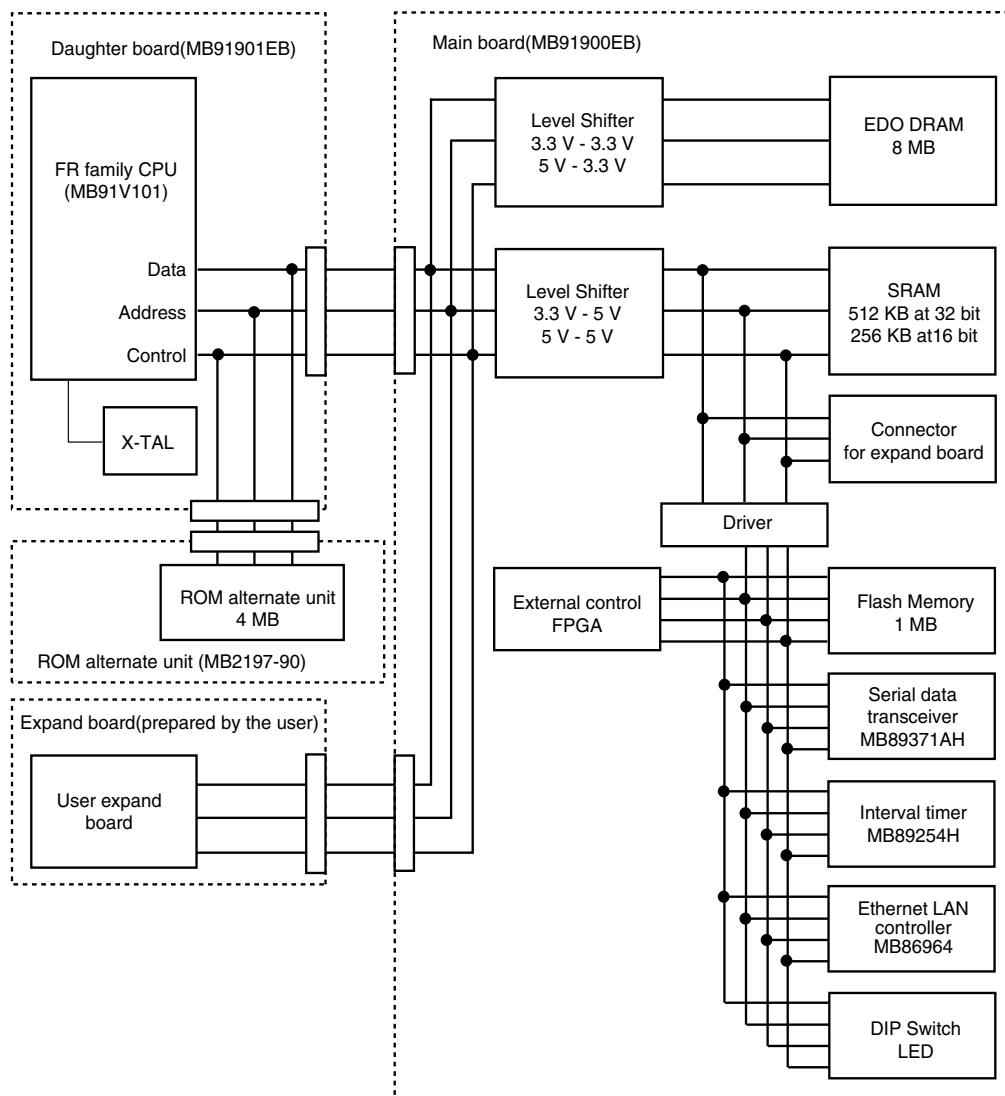 Daughter board(MB91901EB)
FR family CPU
(MB91V101)
Data
Address
Control
X-TAL
ROM alternate unit
4 MB
ROM alternate unit (MB2197-90)
Expand board(prepared by the user)
User expand
board
Main board(MB91900EB)
Level Shifter
3.3 V - 3.3 V
5 V - 3.3 V
EDO DRAM
8 MB
Level Shifter
3.3 V - 5 V
5 V - 5 V
SRAM
512 KB at 32 bit
256 KB at16 bit
Connector
for expand board
Driver
External control
FPGA
Flash Memory
1 MB
Serial data
transceiver
MB89371AH
Interval timer
MB89254H
Ethernet LAN
controller
MB86964
DIP Switch
LED